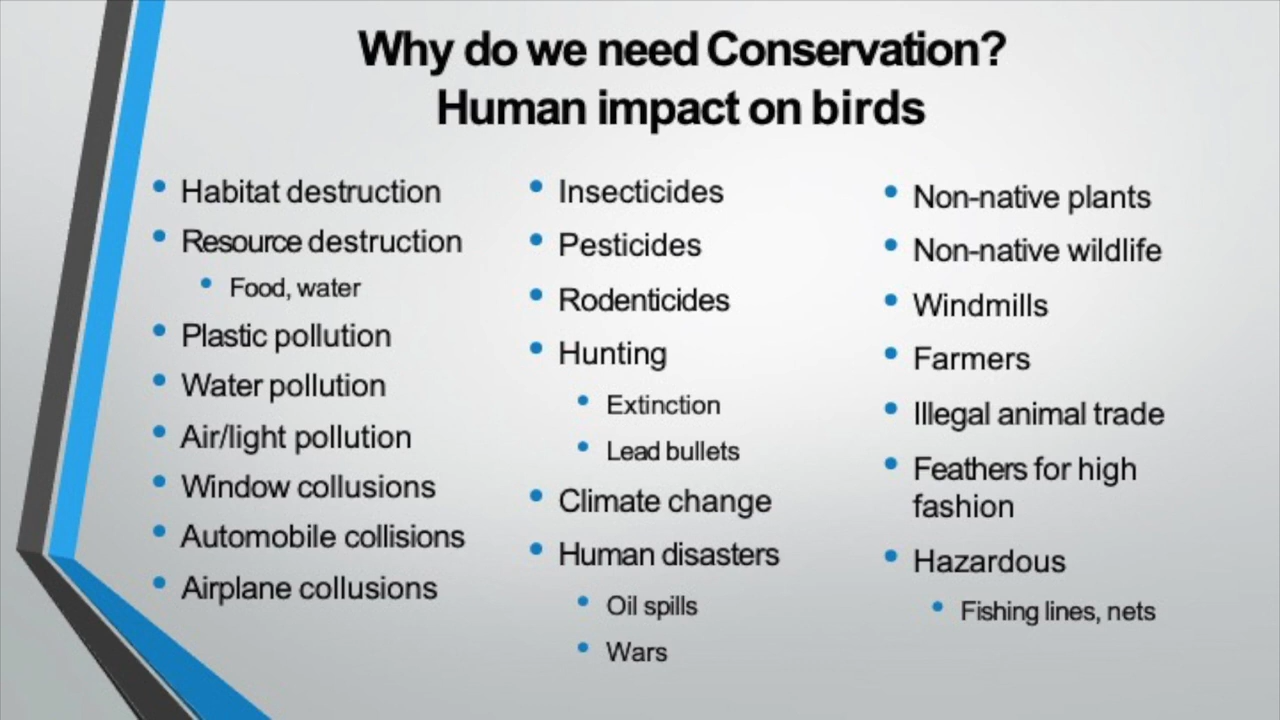 Why do we need Conservation?
Human impact on birds
Habitat destruction
Resource destruction
Food, water
Plastic pollution
Water pollution
Air/light pollution
Window collusions
Automobile collisions
Airplane collusions
Insecticides
Pesticides
Rodenticides
Hunting
Extinction
Lead bullets
Climate change
Human disasters
Oil spills
Wars
Non-native plants
Non-native wildlife
Windmills
Farmers
Illegal animal trade
Feathers for high
fashion
Hazardous
Fishing lines, nets